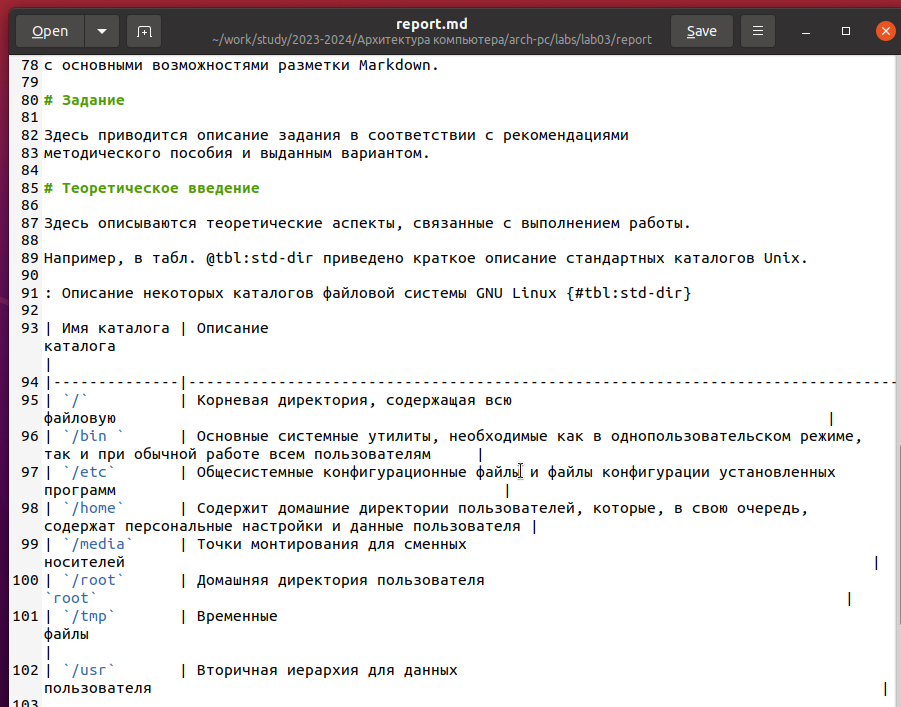 Open
report.md
~/work/study/2023-2024/Архитектура компьютера/arch-pc/labs/lab03/report
Save
78 с основными возможностями разметки Markdown.
79
80 # Задание
81
82 Здесь приводится описание задания в соответствии с рекомендациями
83 методического пособия и выданным вариантом.
84
85 # Теоретическое введение
86
87 Здесь описываются теоретические аспекты, связанные с выполнением работы.
88
89 Например, в табл. @tbl:std-dir приведено краткое описание стандартных каталогов Unix.
90
91 : Описание некоторых каталогов файловой системы GNU Linux {#tbl:std-dir}
92
93 | Имя каталога | Описание
каталога
|
94 |--------------|-------------------------------------------------------------------------------
95 | `/`          | Корневая директория, содержащая всю
файловую |
96 | `/bin `      | Основные системные утилиты, необходимые как в однопользовательском режиме,
так и при обычной работе всем пользователям |
97 | `/etc`       | Общесистемные конфигурационные файлы и файлы конфигурации установленных
программ |
98 | `/home`      | Содержит домашние директории пользователей, которые, в свою очередь,
содержат персональные настройки и данные пользователя |
99 | `/media`     | Точки монтирования для сменных
носителей |
100 | `/root`      | Домашняя директория пользователя
`root` |
101 | `/tmp`       | Временные
файлы
|
102 | `/usr`       | Вторичная иерархия для данных
пользователя |
103